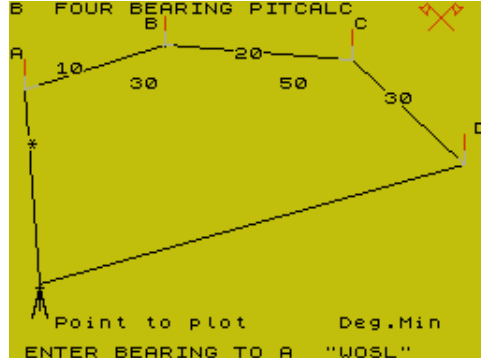 B FOUR BEARING PITCALC
B
C
A
10
20
30
50
30
D
*
Point to plot Deg.Min
ENTER BEARING TO A "WOSL"